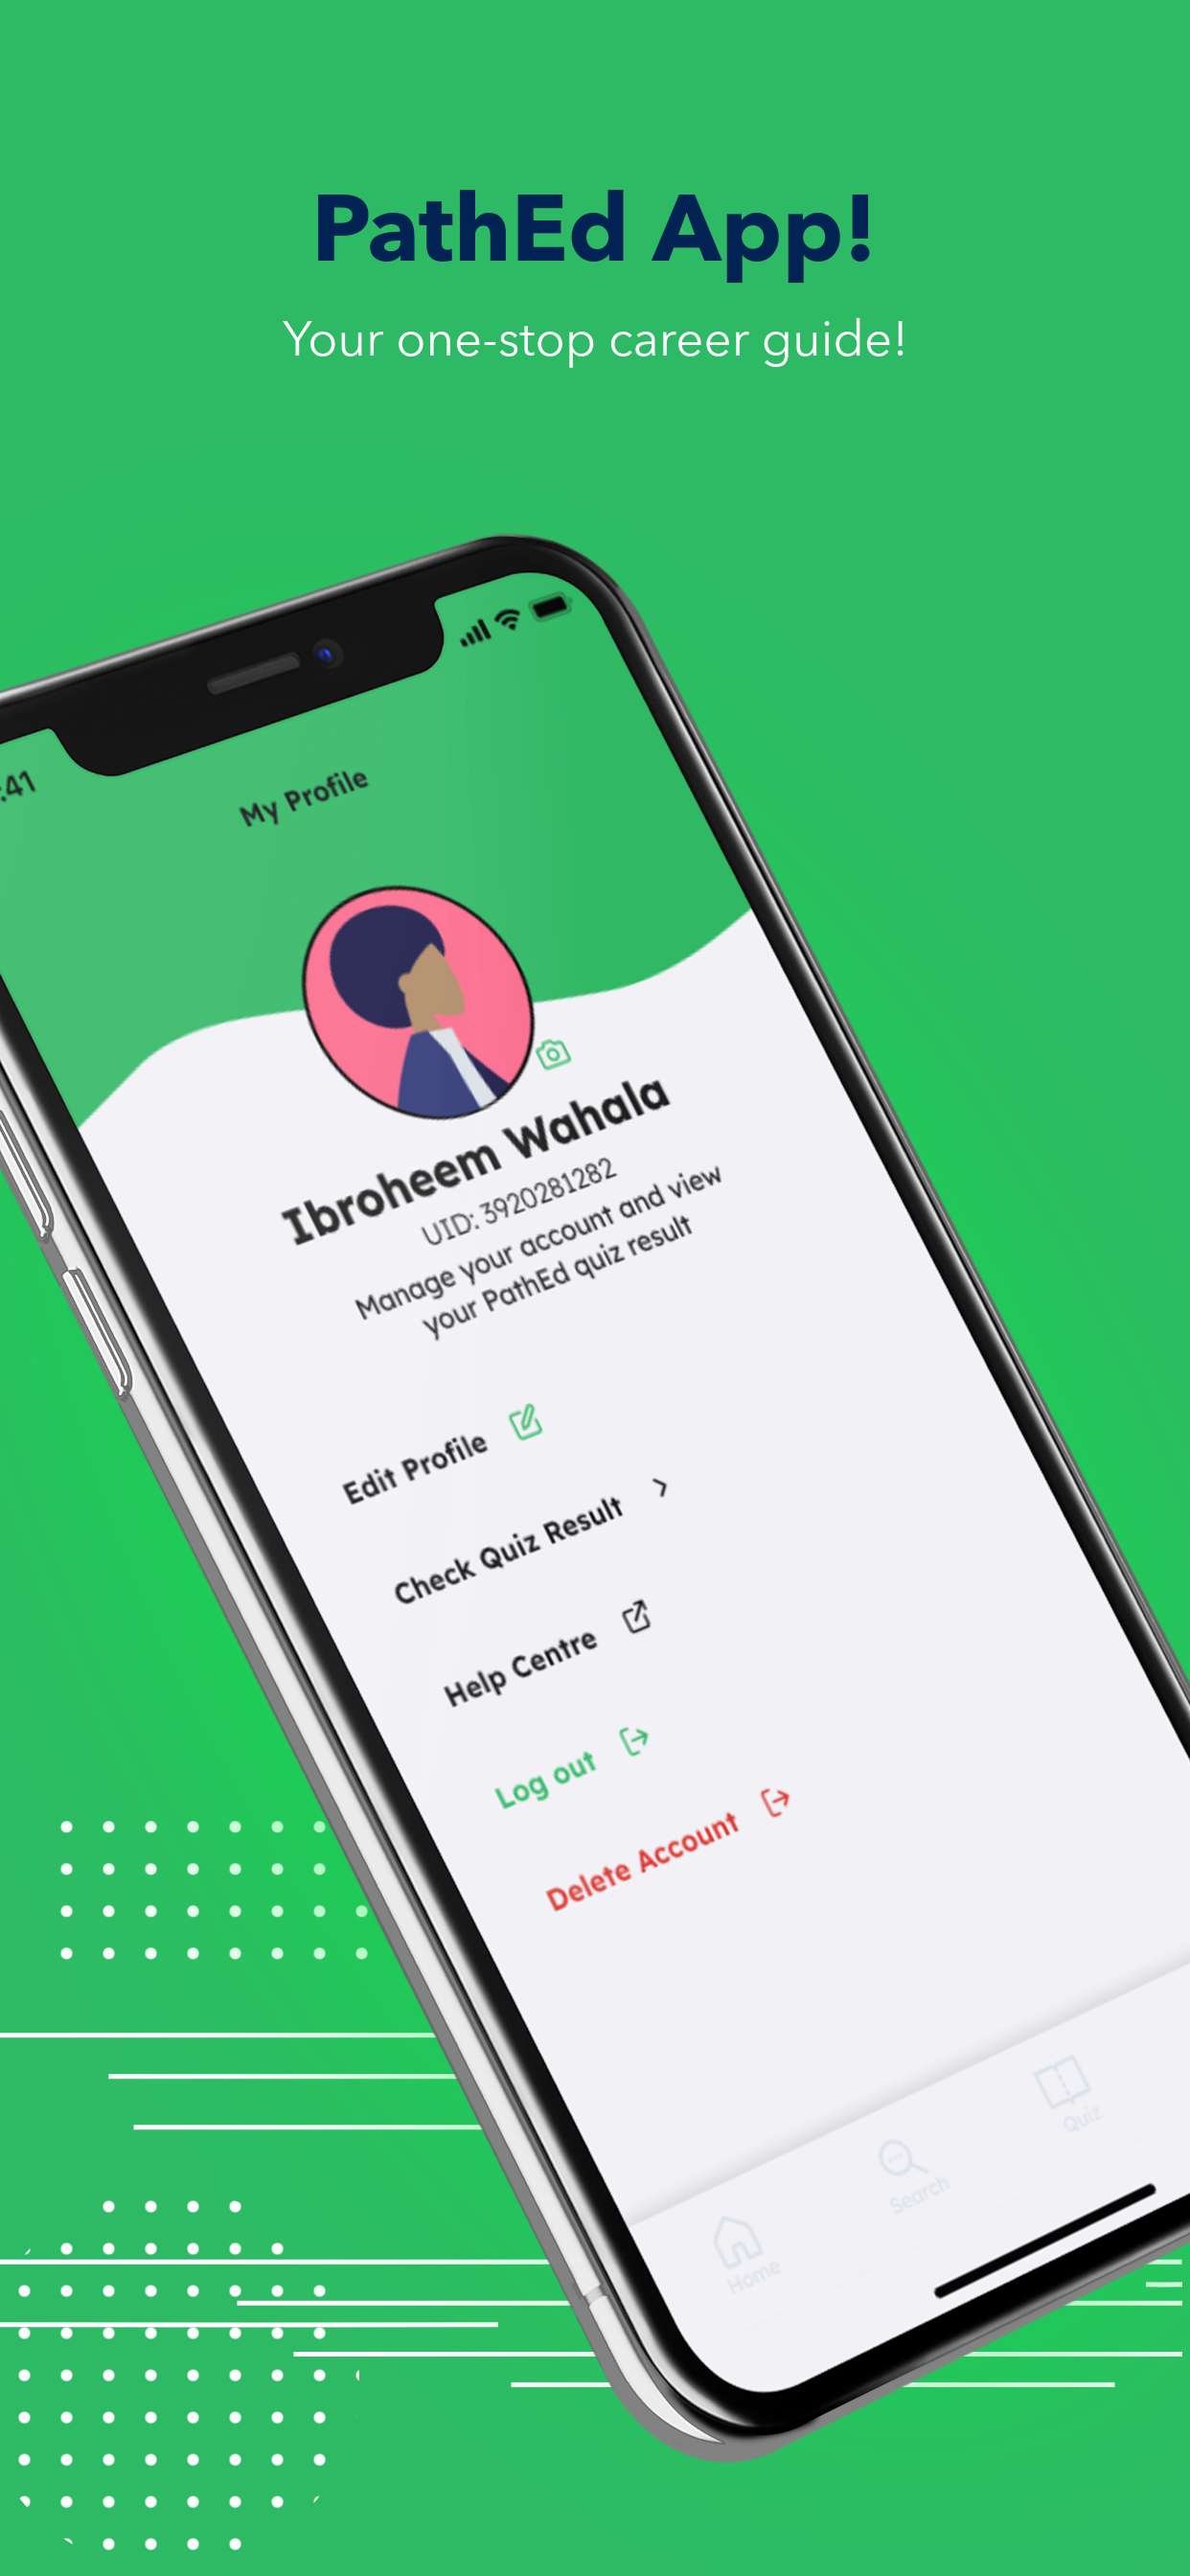 PathEd App!
Your one-stop career guide!
:41
My Profile
Ibroheem Wahala
UID: 3920281282
Manage your account and view
your PathEd quiz result
Edit Profile
Check Quiz Result
Help Centre
Log out
Delete Account
Home
Search
Quiz